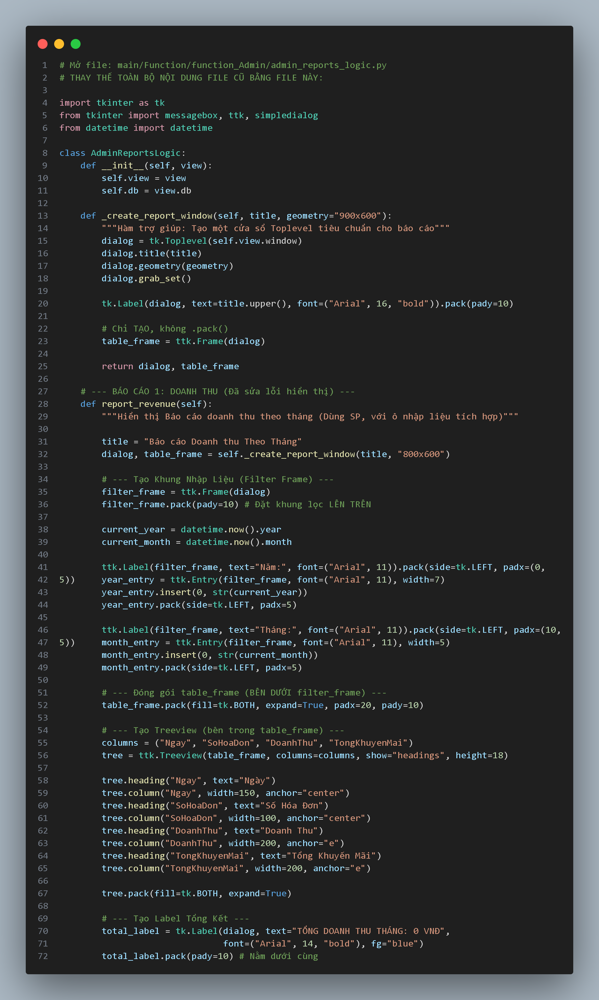 1 # Mở file: main/Function/function_Admin/admin_reports_logic.py
2 # THAY THẾ TOÀN BỘ NỘI DUNG FILE CŨ BẰNG FILE NÀY:
3
4 import tkinter as tk
5 from tkinter import messagebox, ttk, simpledialog
6 from datetime import datetime
7
8 class AdminReportsLogic:
9     def __init__(self, view):
10         self.view = view
11         self.db = view.db
12
13     def _create_report_window(self, title, geometry="900x600"):
14         """Hàm trợ giúp: Tạo một cửa sổ Toplevel tiêu chuẩn cho báo cáo"""
15         dialog = tk.Toplevel(self.view.window)
16         dialog.title(title)
17         dialog.geometry(geometry)
18         dialog.grab_set()
19
20         tk.Label(dialog, text=title.upper(), font=("Arial", 16, "bold")).pack(pady=10)
21
22         # Chỉ TẠO, không .pack()
23         table_frame = ttk.Frame(dialog)
24
25         return dialog, table_frame
26
27     # --- BÁO CÁO 1: DOANH THU (Đã sửa lỗi hiển thị) ---
28     def report_revenue(self):
29         """Hiển thị Báo cáo doanh thu theo tháng (Dùng SP, với ô nhập liệu tích hợp)"""
30
31         title = "Báo cáo Doanh thu Theo Tháng"
32         dialog, table_frame = self._create_report_window(title, "800x600")
33
34         # --- Tạo Khung Nhập Liệu (Filter Frame) ---
35         filter_frame = ttk.Frame(dialog)
36         filter_frame.pack(pady=10) # Đặt khung lọc LÊN TRÊN
37
38         current_year = datetime.now().year
39         current_month = datetime.now().month
40
41         ttk.Label(filter_frame, text="Năm:", font=("Arial", 11)).pack(side=tk.LEFT, padx=(0,
42 5))     year_entry = ttk.Entry(filter_frame, font=("Arial", 11), width=7)
43         year_entry.insert(0, str(current_year))
44         year_entry.pack(side=tk.LEFT, padx=5)
45
46         ttk.Label(filter_frame, text="Tháng:", font=("Arial", 11)).pack(side=tk.LEFT, padx=(10,
47 5))     month_entry = ttk.Entry(filter_frame, font=("Arial", 11), width=5)
48         month_entry.insert(0, str(current_month))
49         month_entry.pack(side=tk.LEFT, padx=5)
50
51         # --- Đóng gói table_frame (BÊN DƯỚI filter_frame) ---
52         table_frame.pack(fill=tk.BOTH, expand=True, padx=20, pady=10)
53
54         # --- Tạo Treeview (bên trong table_frame) ---
55         columns = ("Ngay", "SoHoaDon", "DoanhThu", "TongKhuyenMai")
56         tree = ttk.Treeview(table_frame, columns=columns, show="headings", height=18)
57
58         tree.heading("Ngay", text="Ngày")
59         tree.column("Ngay", width=150, anchor="center")
60         tree.heading("SoHoaDon", text="Số Hóa Đơn")
61         tree.column("SoHoaDon", width=100, anchor="center")
62         tree.heading("DoanhThu", text="Doanh Thu")
63         tree.column("DoanhThu", width=200, anchor="e")
64         tree.heading("TongKhuyenMai", text="Tổng Khuyến Mãi")
65         tree.column("TongKhuyenMai", width=200, anchor="e")
66
67         tree.pack(fill=tk.BOTH, expand=True)
68
69         # --- Tạo Label Tổng Kết ---
70         total_label = tk.Label(dialog, text="TỔNG DOANH THU THÁNG: 0 VNĐ",
71                                font=("Arial", 14, "bold"), fg="blue")
72         total_label.pack(pady=10) # Nằm dưới cùng